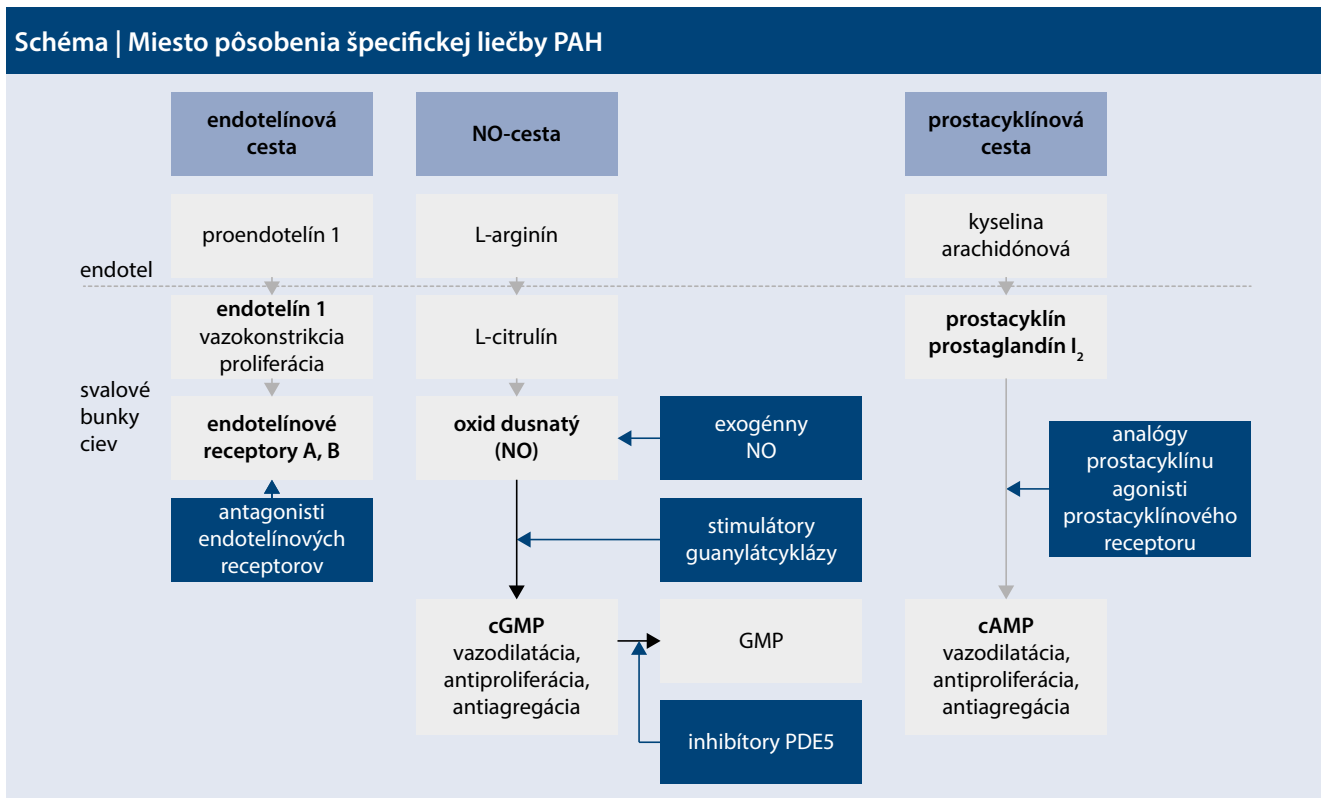 Schéma | Miesto pôsobenia špecifickej liečby PAH
endotelínová
cesta
NO-cesta
prostacyklínová
cesta
proendotelín 1
L-arginín
kyselina
arachidónová
endotel
endotelín 1
vazokonstrikcia
proliferácia
L-citrulín
prostacyklín
prostaglandín I₂
svalové
bunky
ciev
endotelínové
receptory A, B
oxid dusnatý
(NO)
exogénny
NO
analógy
prostacyklínu
agonisti
prostacyklínového
receptoru
antagonisti
endotelínových
receptorov
stimulátory
guanylátcyklázy
cGMP
vazodilatácia,
antiproliferácia,
antiagregácia
GMP
cAMP
vazodilatácia,
antiproliferácia,
antiagregácia
inhibítory PDE5